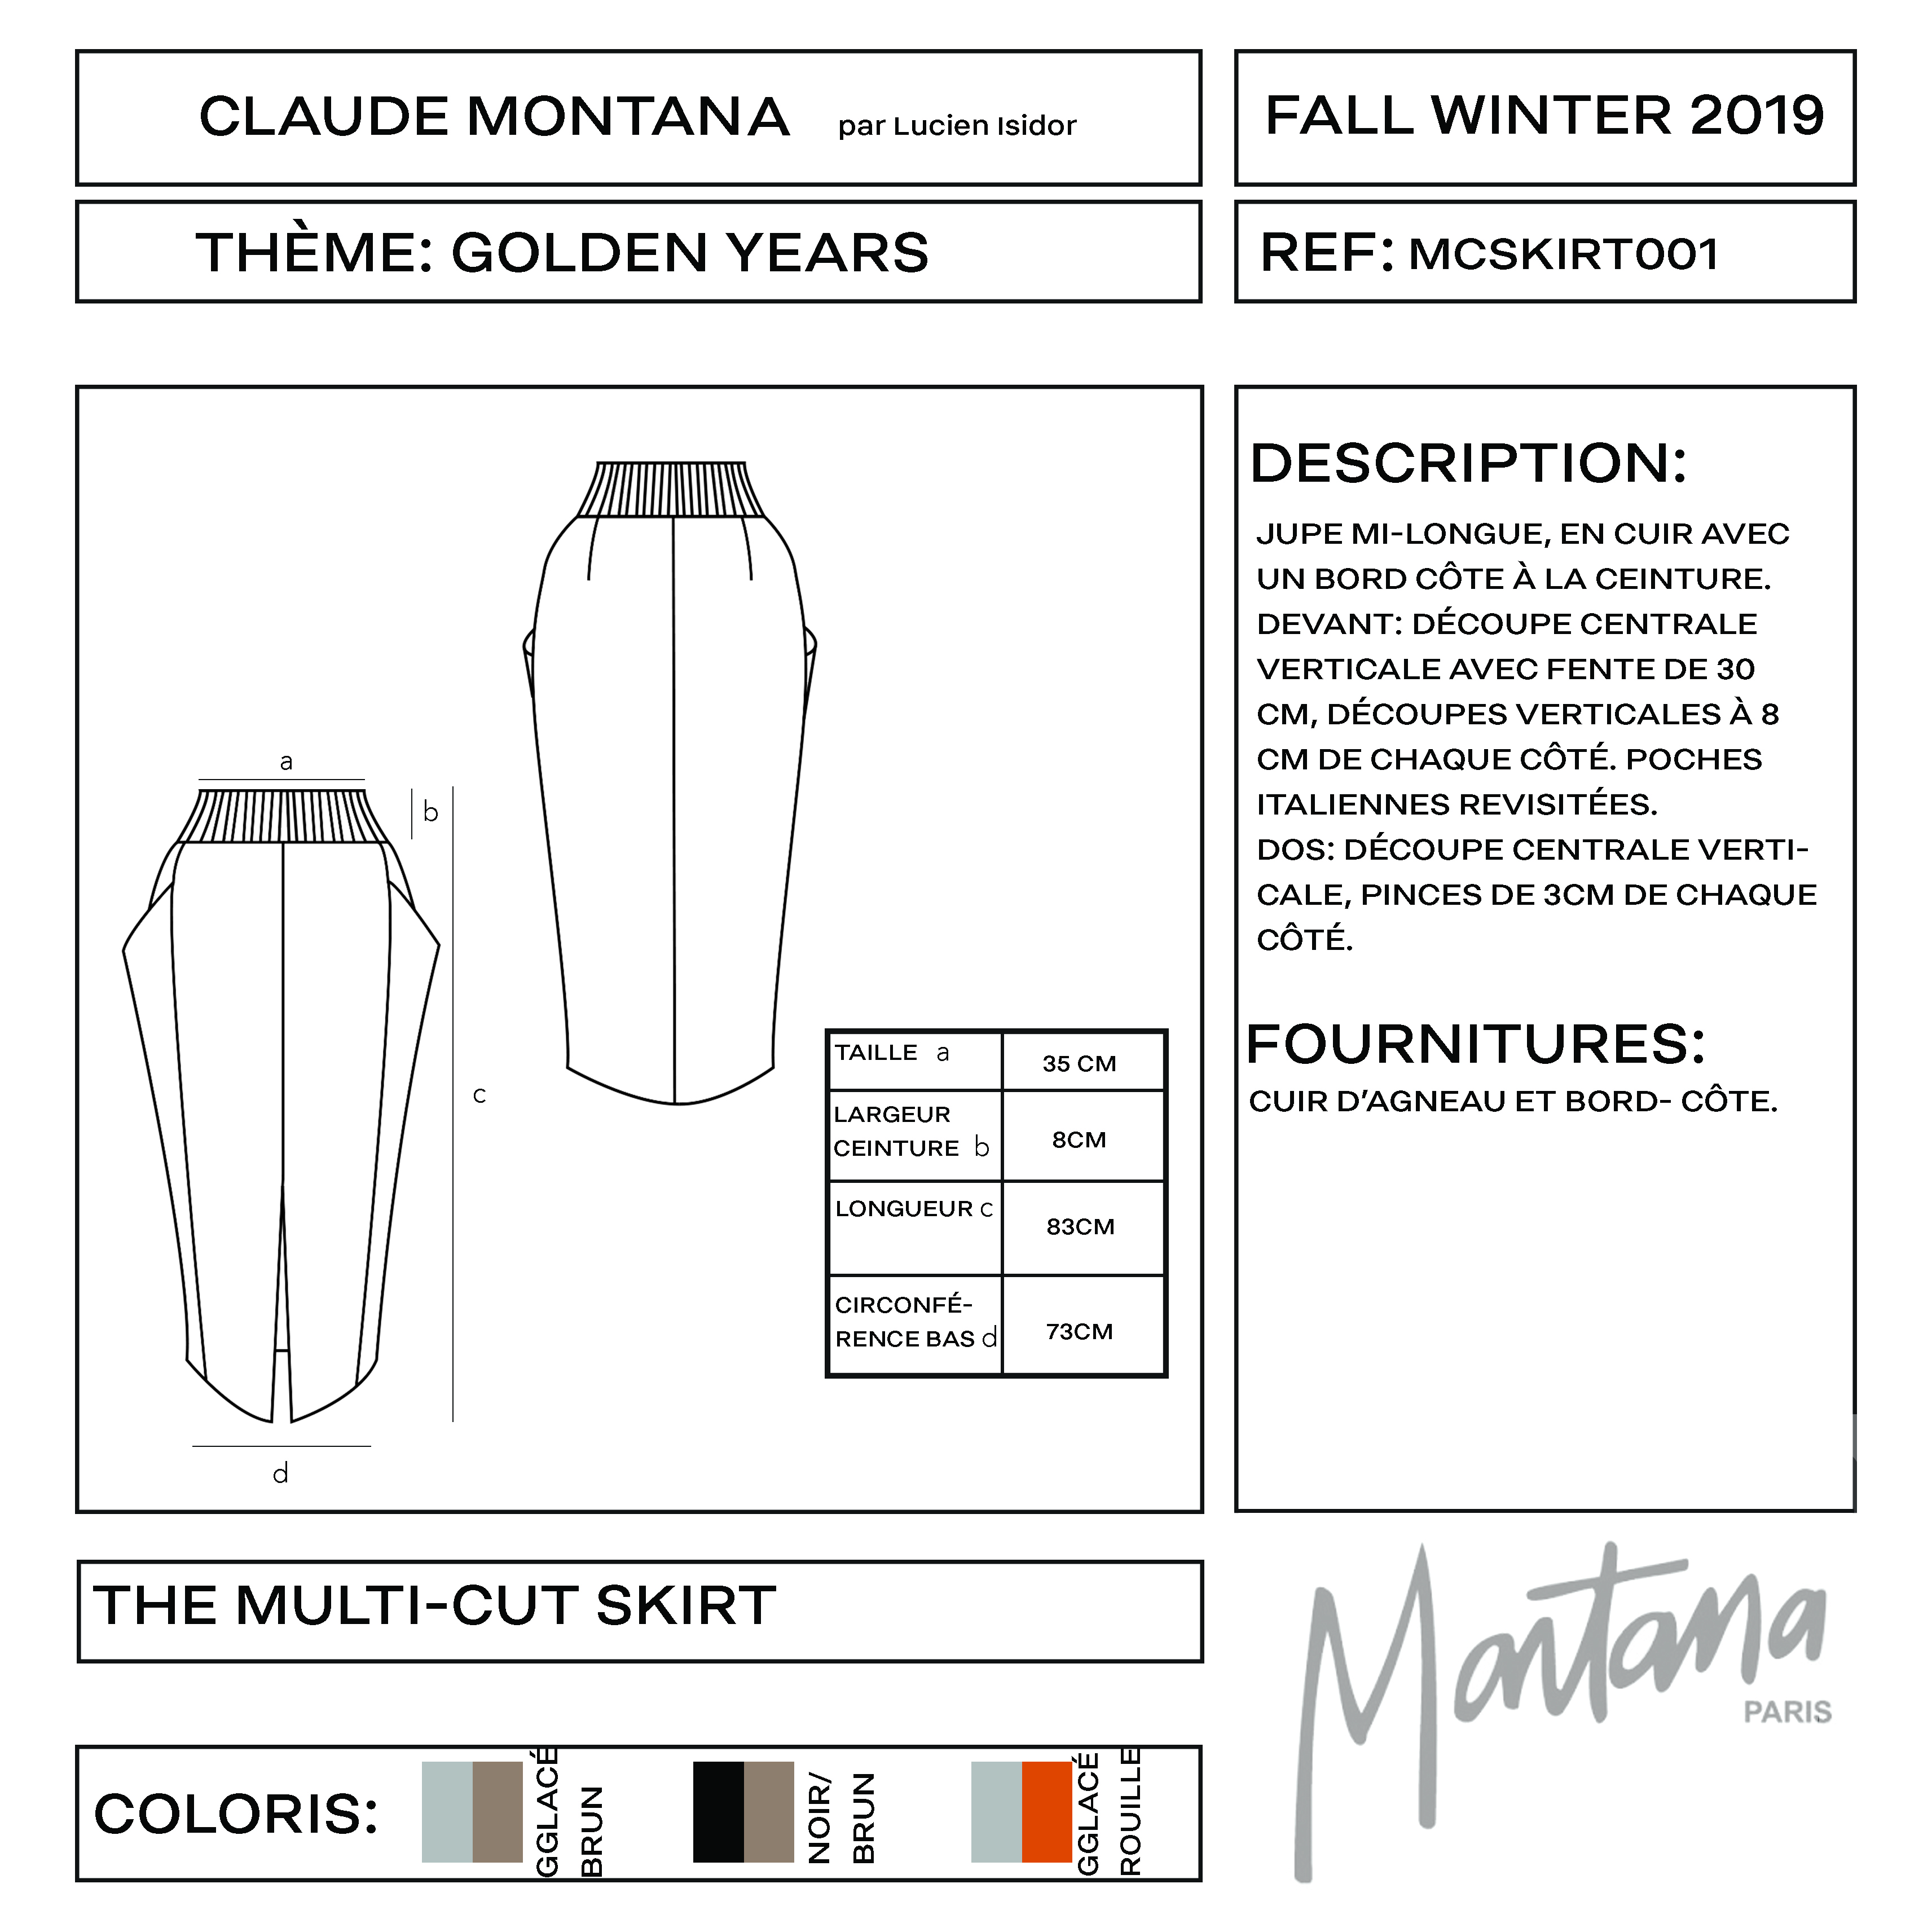 CLAUDE MONTANA par Lucien Isidor
FALL WINTER 2019
THÈME: GOLDEN YEARS
REF: MCSKIRT001
a
b
c
d
TAILLE a
35 CM
LARGEUR
CEINTURE b
8CM
LONGUEUR c
83CM
CIRCONFÉ-
RENCE BAS d
73CM
DESCRIPTION:
JUPE MI-LONGUE, EN CUIR AVEC
UN BORD CÔTE À LA CEINTURE.
DEVANT: DÉCOUPE CENTRALE
VERTICALE AVEC FENTE DE 30
CM, DÉCOUPES VERTICALES À 8
CM DE CHAQUE CÔTÉ. POCHES
ITALIENNES REVISITÉES.
DOS: DÉCOUPE CENTRALE VERTI-
CALE, PINCES DE 3CM DE CHAQUE
CÔTÉ.
FOURNITURES:
CUIR D’AGNEAU ET BORD- CÔTE.
THE MULTI-CUT SKIRT
COLORIS:
GGLACÉ
BRUN
NOIR/
BRUN
GGLACÉ
ROUILLE
Montana
PARIS